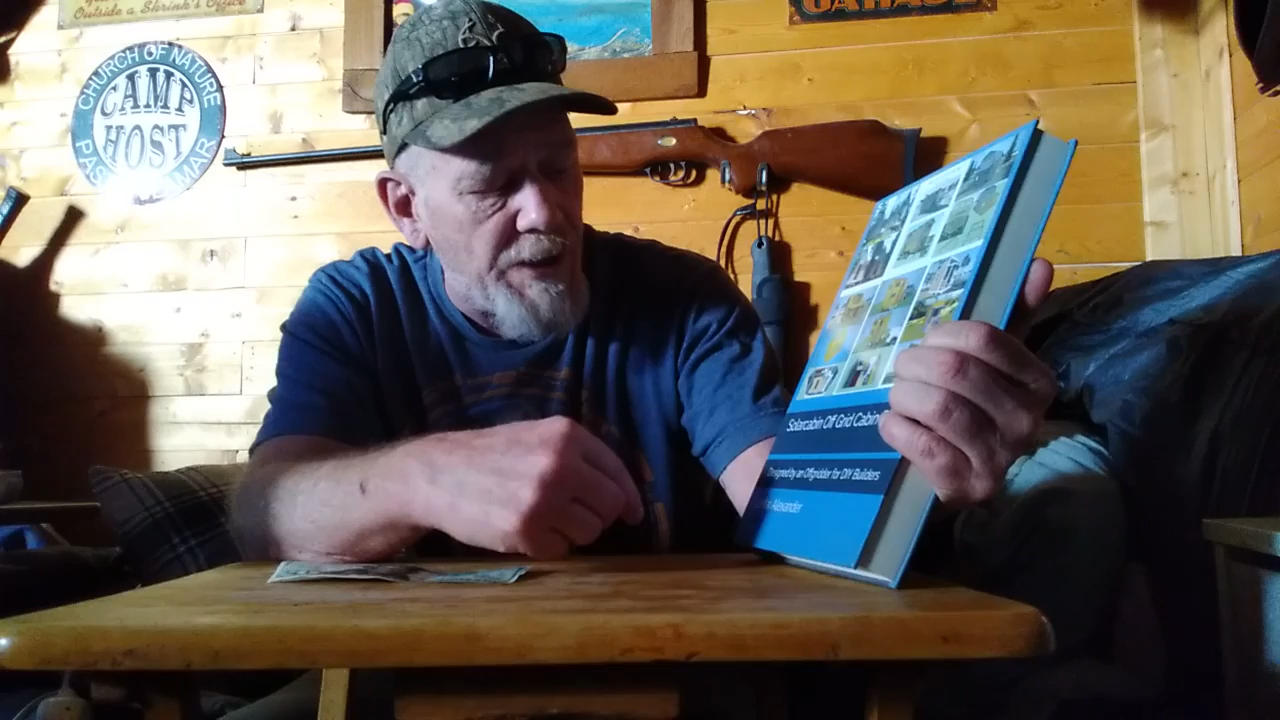 Outside a Shrink's Office
GARAGE
CHURCH OF NATURE
CAMP
HOST
Solarcabin Off Grid Cabin
Designed by an Offgridder for DIY Builders
Alexander